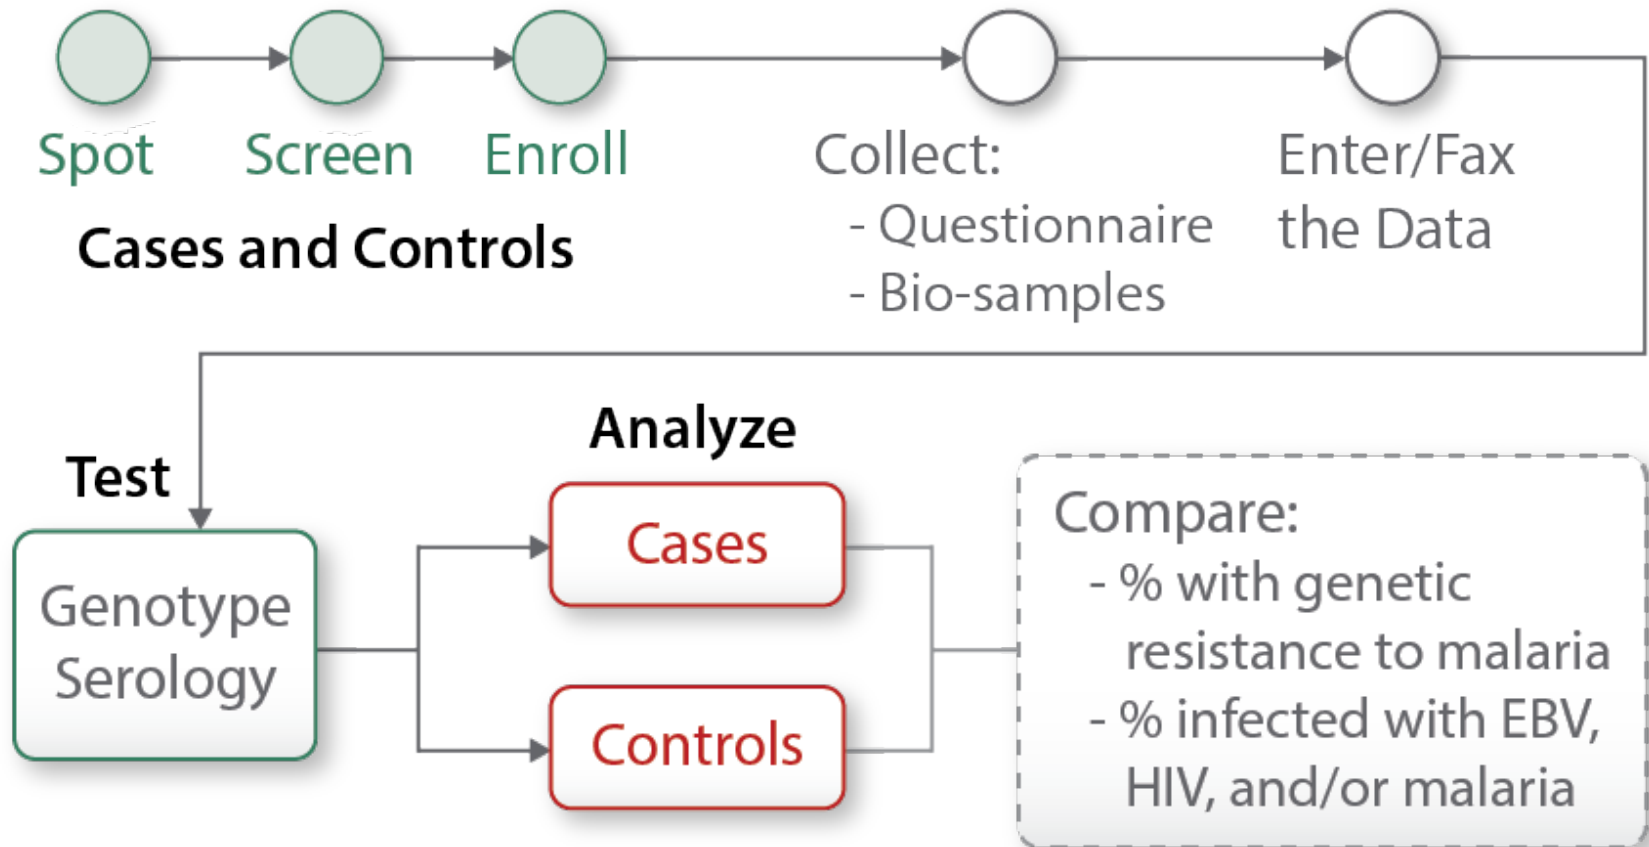 Spot
Screen
Enroll
Cases and Controls
Collect:
- Questionnaire
- Bio-samples
Enter/Fax
the Data
Test
Genotype
Serology
Analyze
Cases
Controls
Compare:
- % with genetic
resistance to malaria
- % infected with EBV,
HIV, and/or malaria